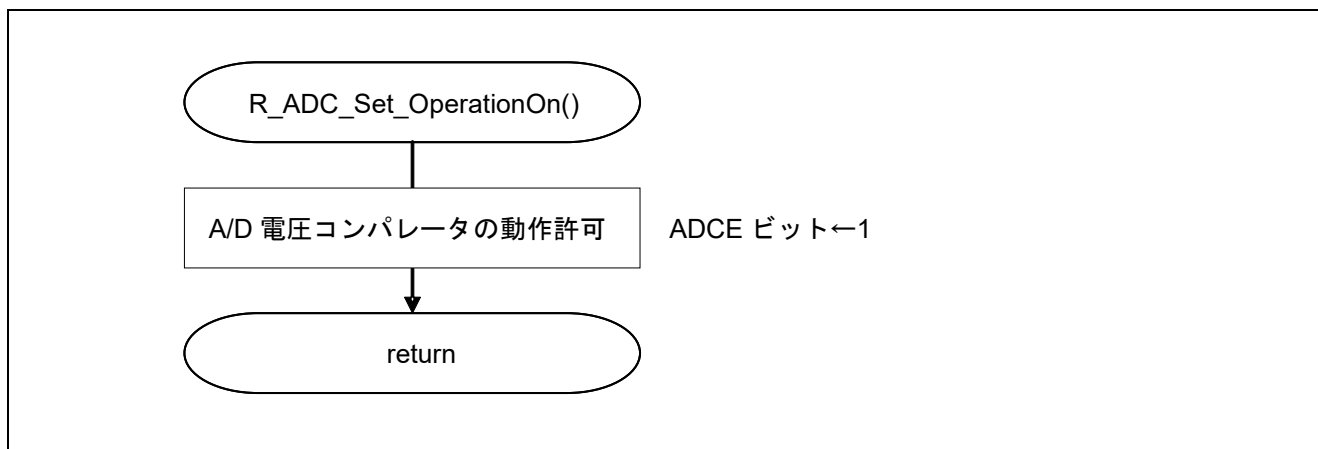 R_ADC_Set_OperationOn()
A/D 電圧コンパレータの動作許可 ADCE ビット←1
return